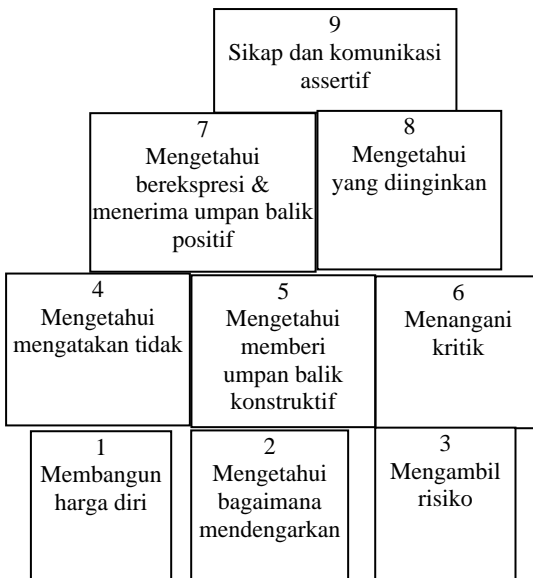 9
Sikap dan komunikasi
assertif
7
Mengetahui
berekspresi &
menerima umpan balik
positif
8
Mengetahui
yang diinginkan
4
Mengetahui
mengatakan tidak
5
Mengetahui
memberi
umpan balik
konstruktif
6
Menangani
kritik
1
Membangun
harga diri
2
Mengetahui
bagaimana
mendengarkan
3
Mengambil
risiko